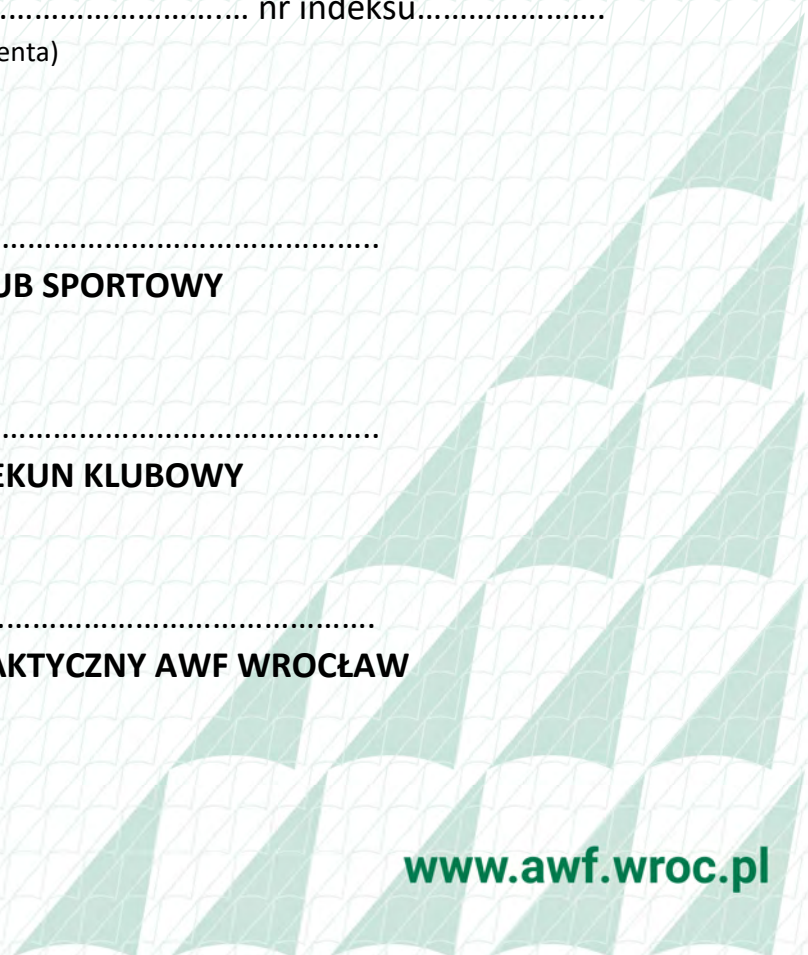 ……………………….… nr indeksu………………….
enta)
…………………………………………..
UB SPORTOWY
…………………………………………..
EKUN KLUBOWY
………………………………………….
AKTYCZNY AWF WROCŁAW
www.awf.wroc.pl